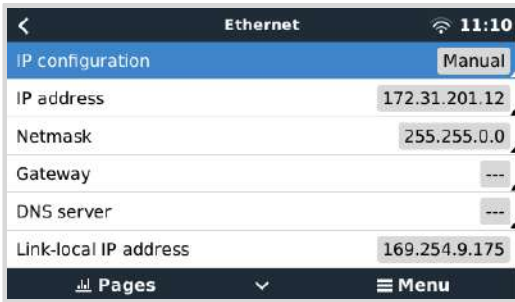 Ethernet 11:10
IP configuration Manual
IP address 172.31.201.12
Netmask 255.255.0.0
Gateway ---
DNS server ---
Link-local IP address 169.254.9.175
Pages Menu